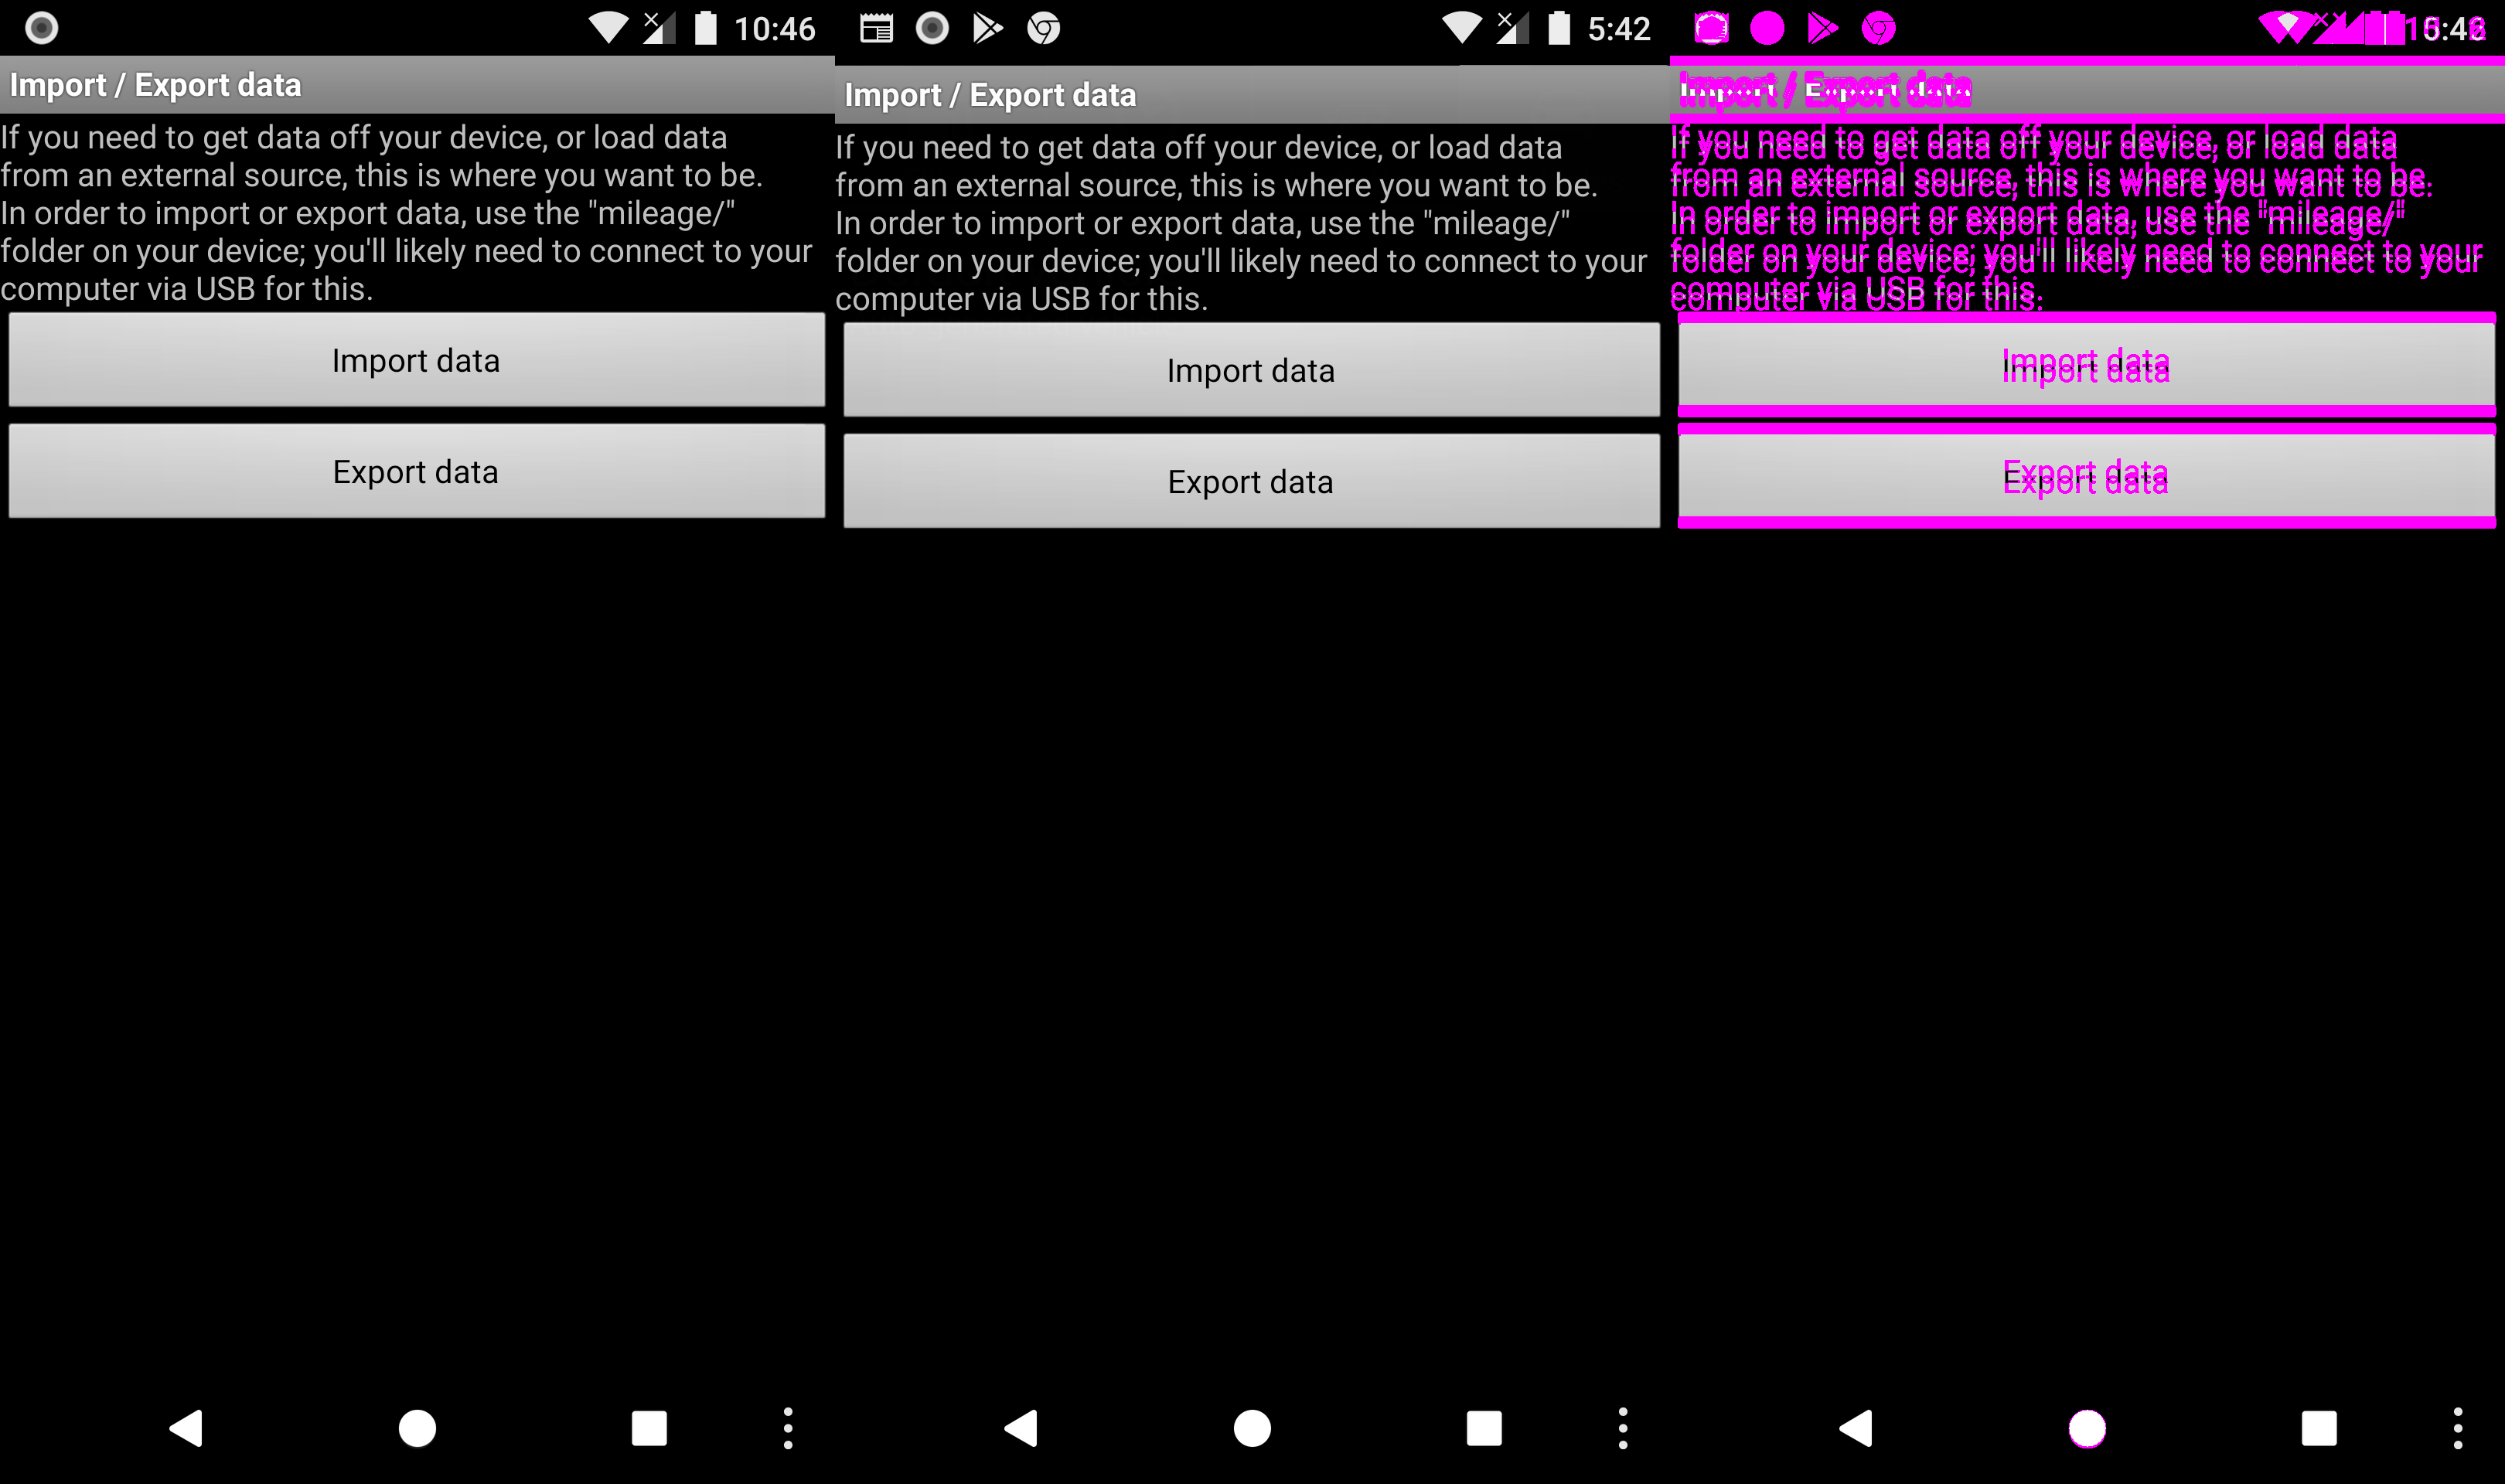 10:46
Import / Export data
If you need to get data off your device, or load data
from an external source, this is where you want to be.
In order to import or export data, use the "mileage/"
folder on your device; you'll likely need to connect to your
computer via USB for this.
Import data
Export data
5:42
Import / Export data
If you need to get data off your device, or load data
from an external source, this is where you want to be.
In order to import or export data, use the "mileage/"
folder on your device; you'll likely need to connect to your
computer via USB for this.
Import data
Export data
Import / Export data
If you need to get data off your device, or load data
from an external source, this is where you want to be.
In order to import or export data, use the "mileage/"
folder on your device; you'll likely need to connect to your
computer via USB for this.
Import data
Export data